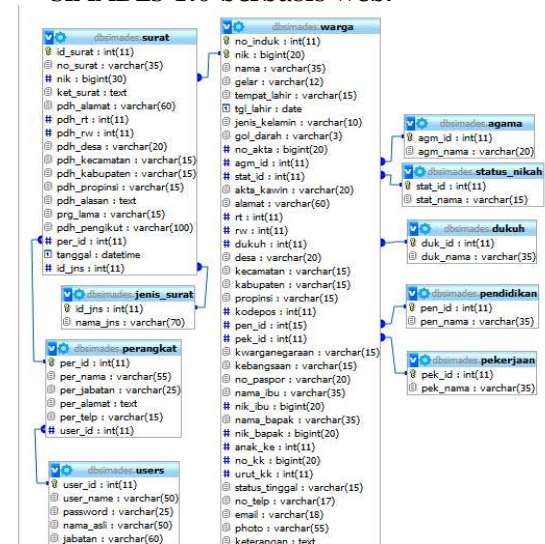 SIMADES 1.0 berbasis web.
dbsimades.surat
id_surat : int(11)
no_surat : varchar(35)
nik : bigint(30)
ket_surat : text
pdh_alamat : varchar(60)
pdh_rt : int(11)
pdh_rw : int(11)
pdh_desa : varchar(20)
pdh_kecamatan : varchar(15)
pdh_kabupaten : varchar(15)
pdh_propinsi : varchar(15)
pdh_alasan : text
prg_lama : varchar(15)
pdh_pengikut : varchar(100)
per_id : int(11)
tanggal : datetime
id_jns : int(11)
dbsimades.jenis_surat
id_jns : int(11)
nama_jns : varchar(70)
dbsimades.perangkat
per_id : int(11)
per_nama : varchar(55)
per_jabatan : varchar(25)
per_alamat : text
per_telp : varchar(15)
user_id : int(11)
dbsimades.users
user_id : int(11)
user_name : varchar(50)
password : varchar(25)
nama_asli : varchar(50)
jabatan : varchar(60)
dbsimades.warga
no_induk : int(11)
nik : bigint(20)
nama : varchar(35)
gelar : varchar(12)
tempat_lahir : varchar(15)
tgl_lahir : date
jenis_kelamin : varchar(10)
gol_darah : varchar(3)
no_akta : bigint(20)
agm_id : int(11)
stat_id : int(11)
akta_kawin : varchar(20)
alamat : varchar(60)
rt : int(11)
rw : int(11)
dukuh : int(11)
desa : varchar(20)
kecamatan : varchar(15)
kabupaten : varchar(15)
propinsi : varchar(15)
kodepos : int(11)
pen_id : int(15)
pek_id : int(11)
kwarganegaraan : varchar(15)
kebangsaan : varchar(15)
no_paspor : varchar(20)
nama_ibu : varchar(35)
nik_ibu : bigint(20)
nama_bapak : varchar(35)
nik_bapak : bigint(20)
anak_ke : int(11)
no_kk : bigint(20)
urut_kk : int(11)
status_tinggal : varchar(15)
no_telp : varchar(17)
email : varchar(18)
photo : varchar(55)
keterangan : text
dbsimades.agama
agm_id : int(11)
agm_nama : varchar(20)
dbsimades.status_nikah
stat_id : int(11)
stat_nama : varchar(15)
dbsimades.dukuh
duk_id : int(11)
duk_nama : varchar(35)
dbsimades.pendidikan
pen_id : int(11)
pen_nama : varchar(35)
dbsimades.pekerjaan
pek_id : int(11)
pek_nama : varchar(35)